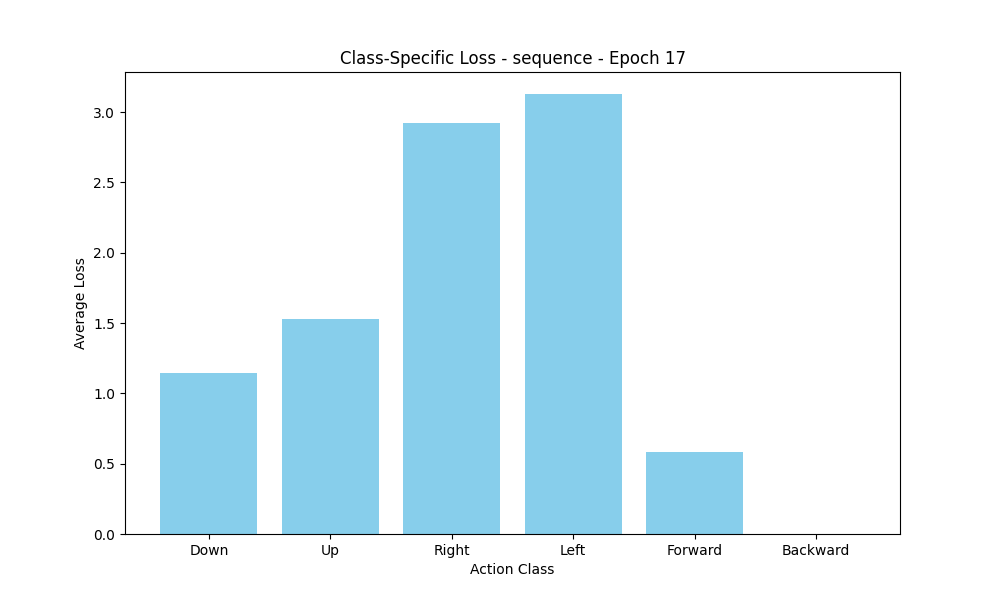 Class-Specific Loss - sequence - Epoch 17
3.0
2.5
2.0
1.5
1.0
0.5
0.0
Average Loss
Down Up Right Left Forward Backward
Action Class